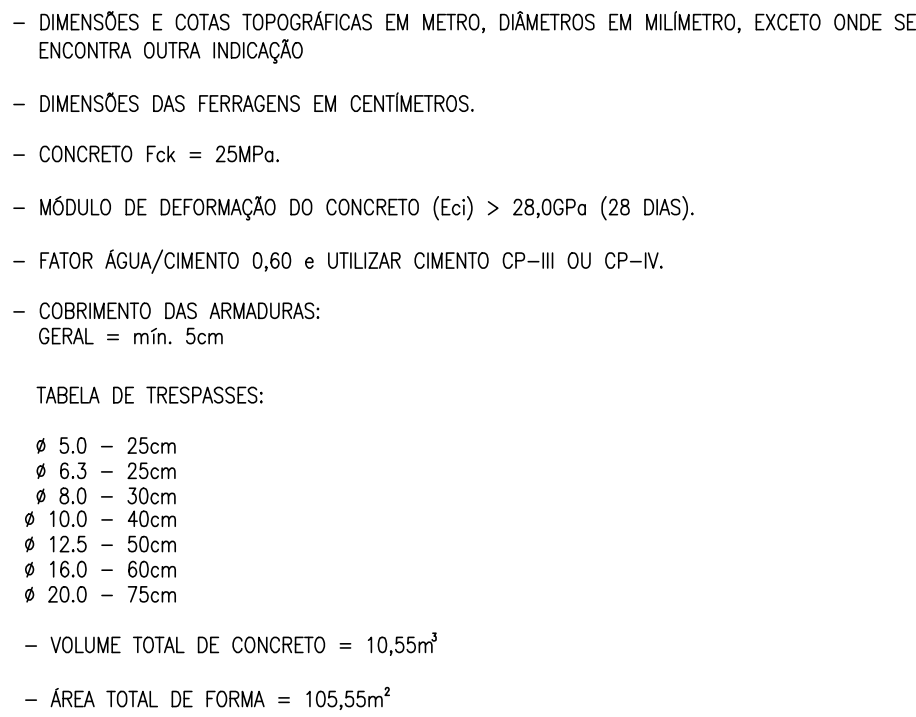 – DIMENSÕES E COTAS TOPOGRÁFICAS EM METRO, DIÂMETROS EM MILÍMETRO, EXCETO ONDE SE
ENCONTRA OUTRA INDICAÇÃO
– DIMENSÕES DAS FERRAGENS EM CENTÍMETROS.
– CONCRETO Fck = 25MPa.
– MÓDULO DE DEFORMAÇÃO DO CONCRETO (Eci) > 28,0GPa (28 DIAS).
– FATOR ÁGUA/CIMENTO 0,60 e UTILIZAR CIMENTO CP–III OU CP–IV.
– COBRIMENTO DAS ARMADURAS:
GERAL = mín. 5cm
TABELA DE TRESPASSES:
ø 5.0 – 25cm
ø 6.3 – 25cm
ø 8.0 – 30cm
ø 10.0 – 40cm
ø 12.5 – 50cm
ø 16.0 – 60cm
ø 20.0 – 75cm
– VOLUME TOTAL DE CONCRETO = 10,55m³
– ÁREA TOTAL DE FORMA = 105,55m²